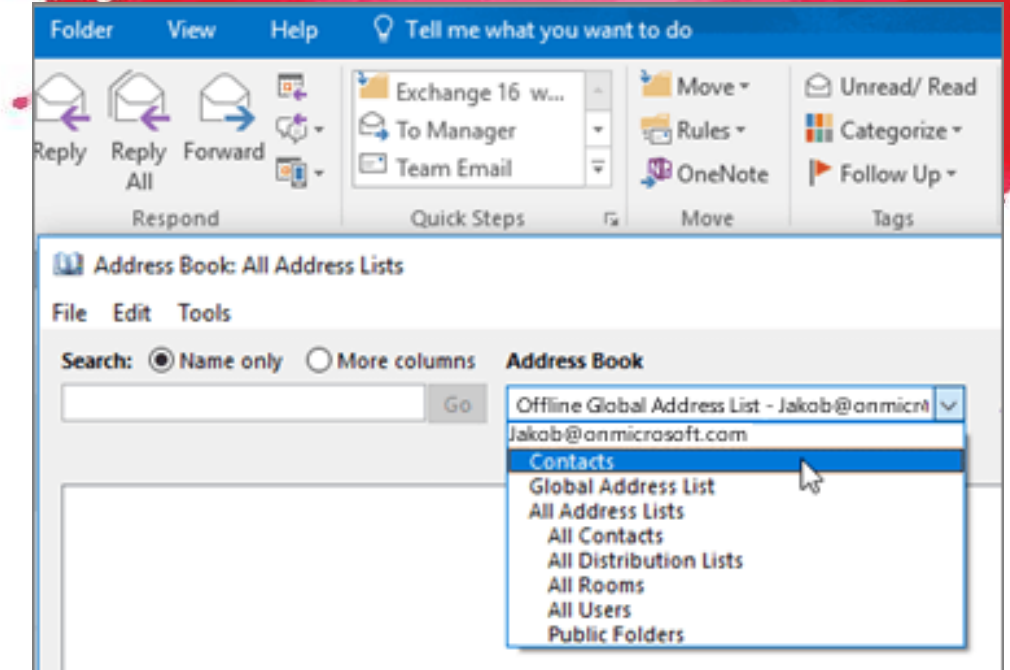 Folder View Help Tell me what you want to do
Exchange 16 w... Move Unread/ Read
To Manager Rules Categorize
Reply Reply All Forward Team Email OneNote Follow Up
Respond Quick Steps Move Tags
Address Book: All Address Lists
File Edit Tools
Search: Name only More columns Address Book
Go Offline Global Address List - Jakob@onmicr
Jakob@onmicrosoft.com
Contacts
Global Address List
All Address Lists
All Contacts
All Distribution Lists
All Rooms
All Users
Public Folders